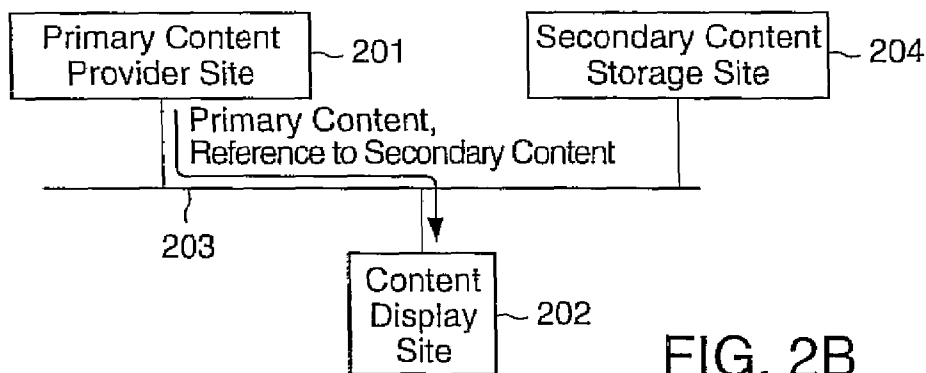 Primary Content
Provider Site
201
Secondary Content
Storage Site
204
Primary Content,
Reference to Secondary Content
203
Content
Display
Site
202
FIG. 2B